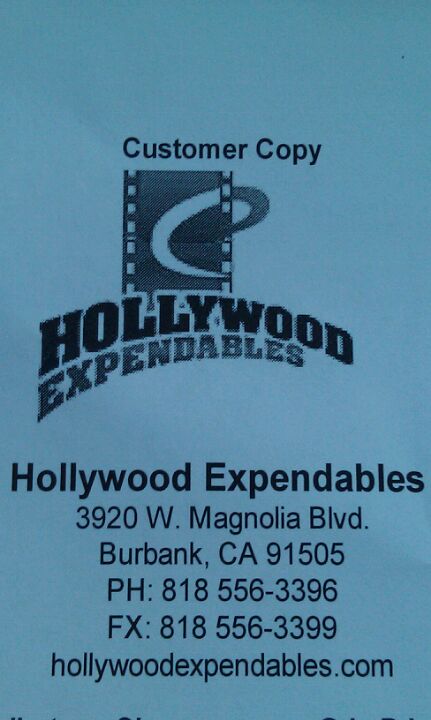 Customer Copy
HOLLYWOOD
EXPENDABLES
Hollywood Expendables
3920 W. Magnolia Blvd.
Burbank, CA 91505
PH: 818 556-3396
FX: 818 556-3399
hollywoodexpendables.com